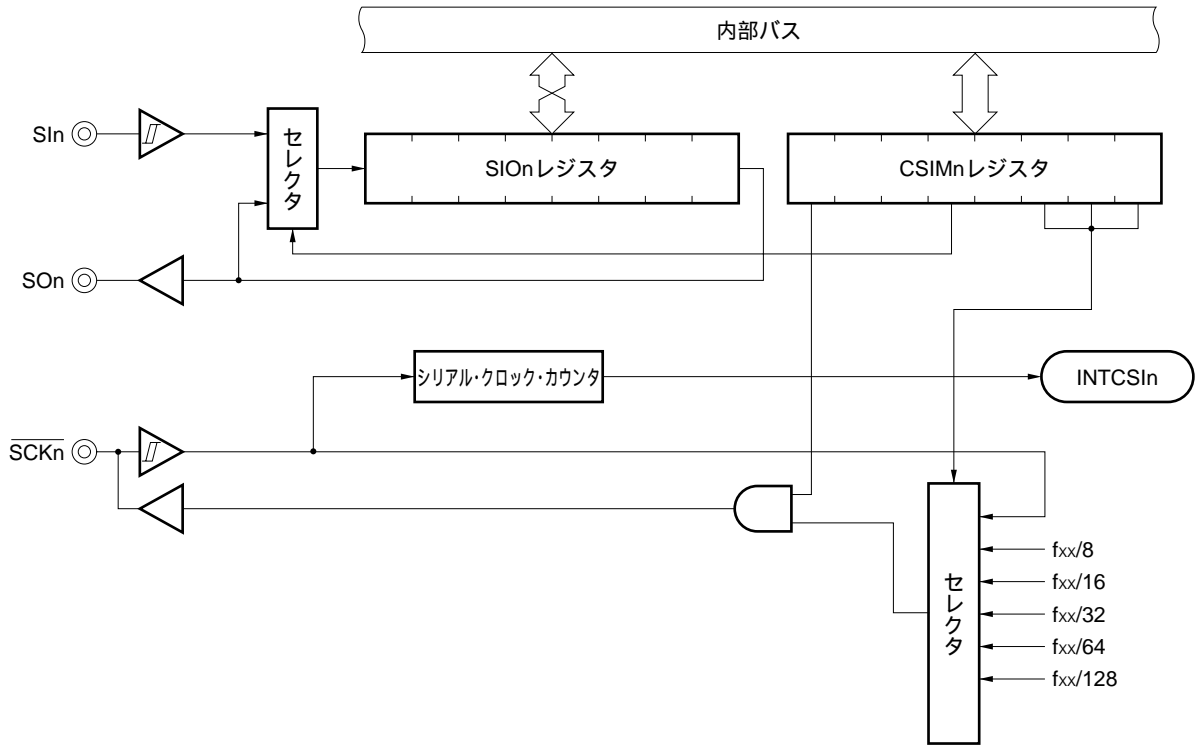 内部バス
SIn
セレクタ
SIOnレジスタ
CSIMnレジスタ
SOn
シリアル・クロック・カウンタ
INTCSIn
SCKn
セレクタ
fxx/8
fxx/16
fxx/32
fxx/64
fxx/128